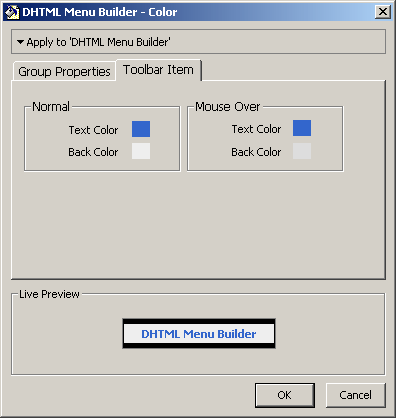 DHTML Menu Builder - Color
Apply to 'DHTML Menu Builder'
Group Properties Toolbar Item
Normal Mouse Over
Text Color Text Color
Back Color Back Color
Live Preview
DHTML Menu Builder
OK Cancel